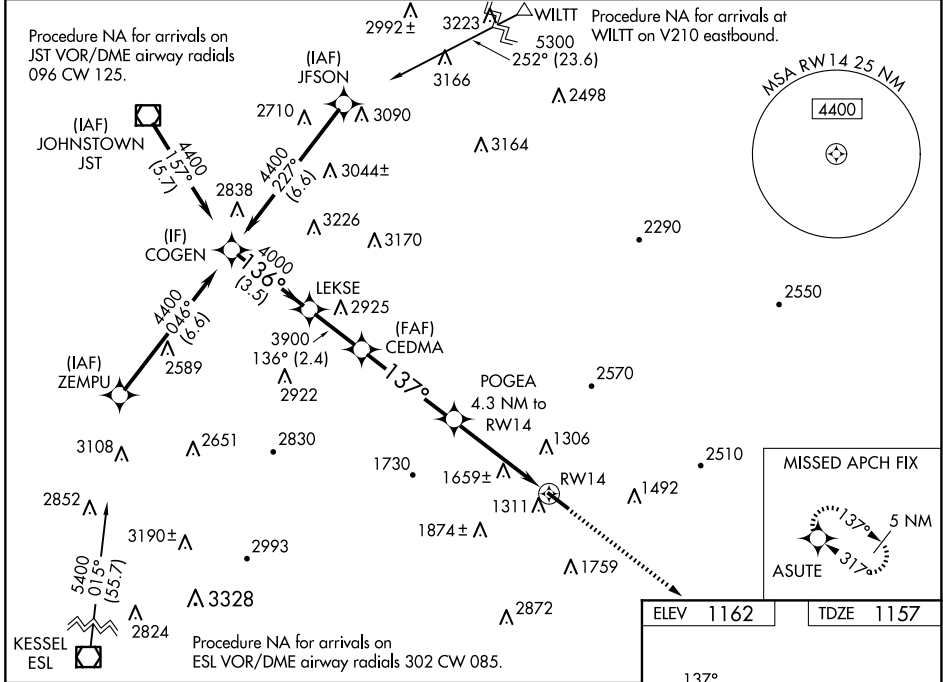 Procedure NA for arrivals on
JST VOR/DME airway radials
096 CW 125.
2992±
3223
WILTT
Procedure NA for arrivals at
WILTT on V210 eastbound.
5300
252° (23.6)
3166
(IAF)
JFSON
2710
3090
2498
MSA RW14 25 NM
4400
(IAF)
JOHNSTOWN
JST
4400
157°
(5.7)
4400
227°
(6.6)
3044±
3164
2838
3226
3170
2290
(IF)
COGEN
4000
136°
(3.5)
LEKSE
2925
2550
4400
046°
(6.6)
3900
136° (2.4)
(FAF)
CEDMA
2589
(IAF)
ZEMPU
2922
137°
POGEA
4.3 NM to
RW14
2570
3108
2651
2830
1306
1730
1659±
2510
RW14
MISSED APCH FIX
2852
1311
1492
137°
5 NM
317°
ASUTE
3190±
2993
1874±
5400
015°
(55.7)
1759
3328
2824
2872
KESSEL
ESL
Procedure NA for arrivals on
ESL VOR/DME airway radials 302 CW 085.
ELEV 1162
TDZE 1157
137°